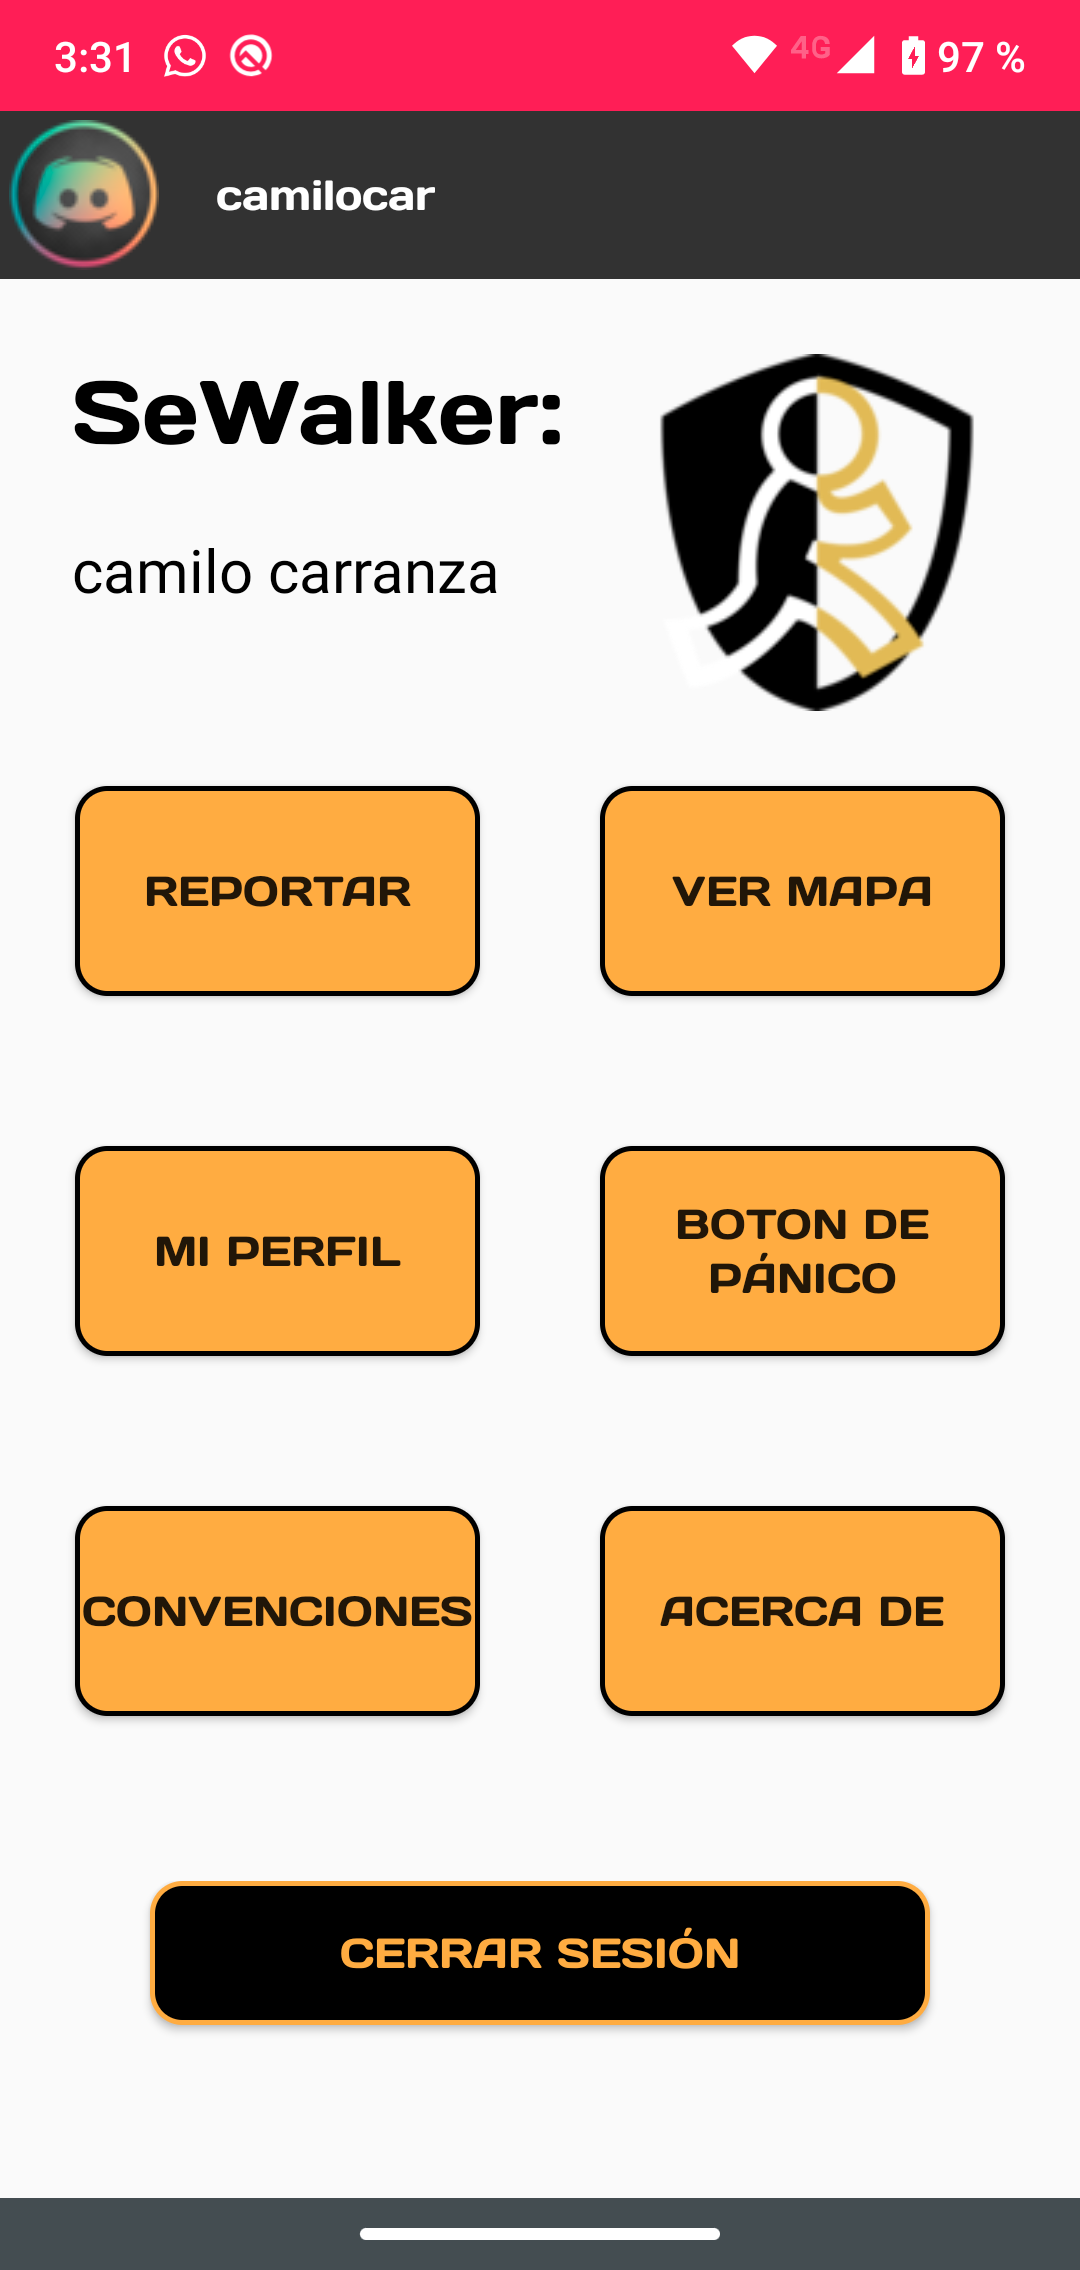 3:31 4G 97 %
camilocar
SeWalker:
camilo carranza
REPORTAR
VER MAPA
MI PERFIL
BOTON DE
PÁNICO
CONVENCIONES
ACERCA DE
CERRAR SESIÓN